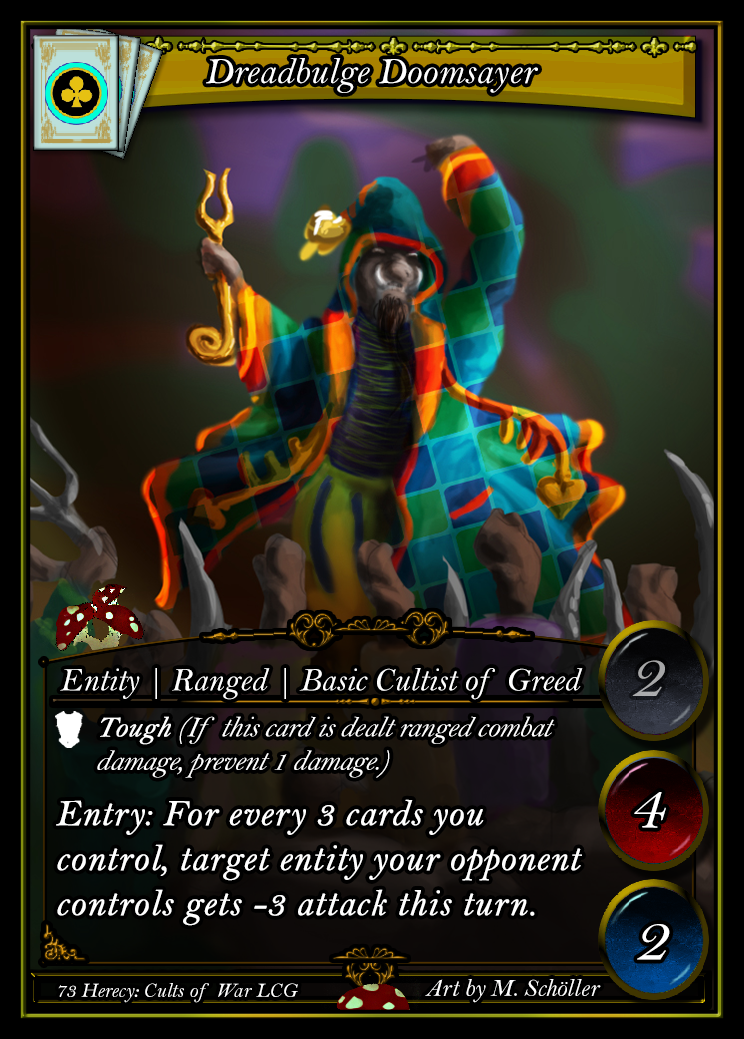 Dreadbulge Doomsayer
Entity | Ranged | Basic Cultist of Greed
2
Tough (If this card is dealt ranged combat
damage, prevent 1 damage.)
4
Entry: For every 3 cards you
control, target entity your opponent
controls gets -3 attack this turn.
2
73 Herecy: Cults of War LCG
Art by M. Schöller